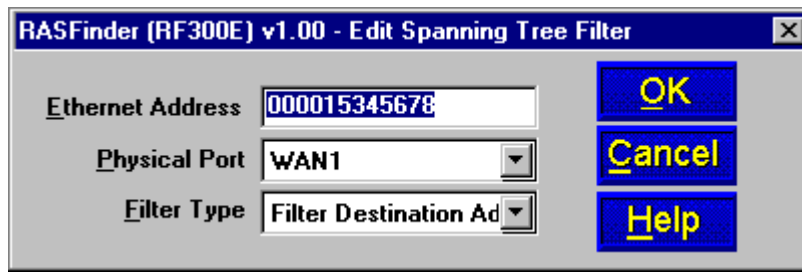 RASFinder (RF300E) v1.00 - Edit Spanning Tree Filter
Ethernet Address 000015345678
Physical Port WAN1
Filter Type Filter Destination Ad
OK
Cancel
Help